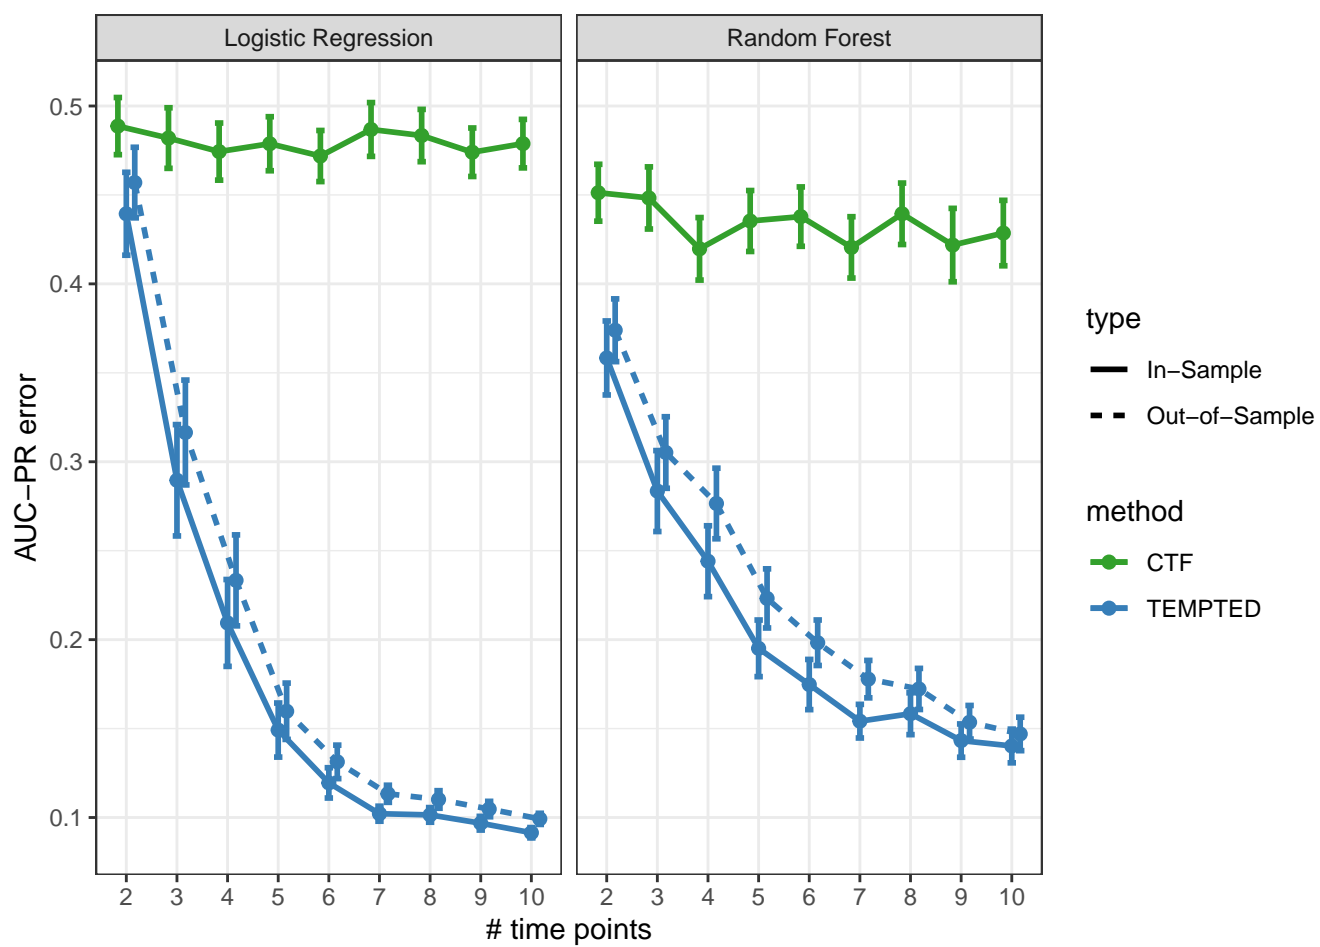 Logistic Regression
Random Forest
AUC−PR error
0.5
0.4
0.3
0.2
0.1
2 3 4 5 6 7 8 9 10
2 3 4 5 6 7 8 9 10
# time points
type
In−Sample
Out−of−Sample
method
CTF
TEMPTED